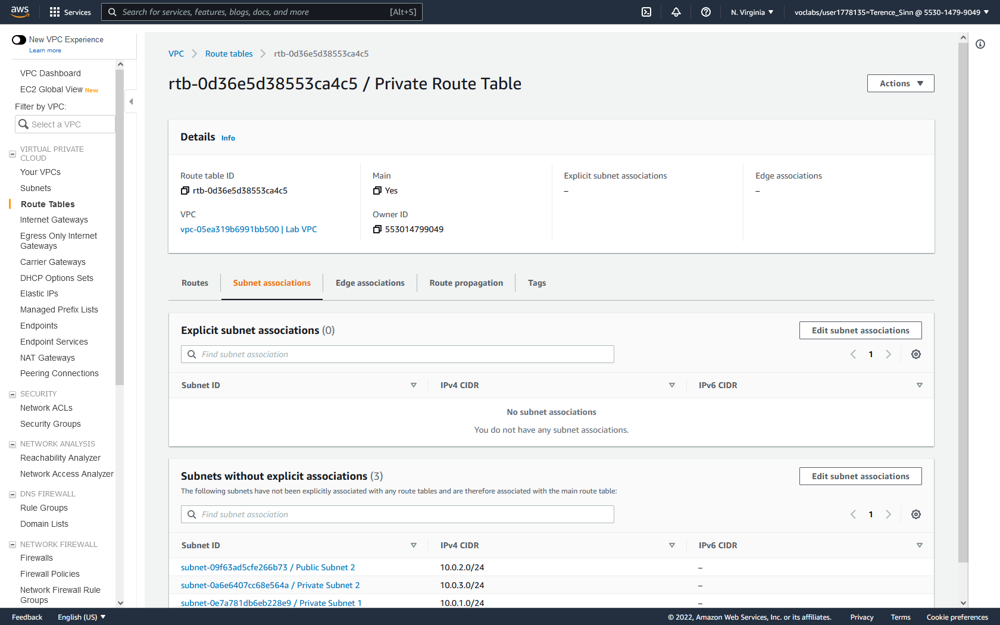 aws
Services
Search for services, features, blogs, docs, and more
[Alt+S]
N. Virginia
voclabs/user1778135=Terence_Sinn @ 5530-1479-9049
New VPC Experience
Learn more
VPC Dashboard
EC2 Global View New
Filter by VPC:
Select a VPC
VIRTUAL PRIVATE
CLOUD
Your VPCs
Subnets
Route Tables
Internet Gateways
Egress Only Internet
Gateways
Carrier Gateways
DHCP Options Sets
Elastic IPs
Managed Prefix Lists
Endpoints
Endpoint Services
NAT Gateways
Peering Connections
SECURITY
Network ACLs
Security Groups
NETWORK ANALYSIS
Reachability Analyzer
Network Access Analyzer
DNS FIREWALL
Rule Groups
Domain Lists
NETWORK FIREWALL
Firewalls
Firewall Policies
Network Firewall Rule
Groups
VPC
Route tables
rtb-0d36e5d38553ca4c5
rtb-0d36e5d38553ca4c5 / Private Route Table
Actions
Details Info
Route table ID
rtb-0d36e5d38553ca4c5
Main
Yes
Explicit subnet associations
–
Edge associations
–
VPC
vpc-05ea319b6991bb500 | Lab VPC
Owner ID
553014799049
Routes
Subnet associations
Edge associations
Route propagation
Tags
Explicit subnet associations (0)
Edit subnet associations
Find subnet association
1
Subnet ID
IPv4 CIDR
IPv6 CIDR
No subnet associations
You do not have any subnet associations.
Subnets without explicit associations (3)
Edit subnet associations
The following subnets have not been explicitly associated with any route tables and are therefore associated with the main route table:
Find subnet association
1
Subnet ID
IPv4 CIDR
IPv6 CIDR
subnet-09f63ad5cfe266b73 / Public Subnet 2
10.0.2.0/24
–
subnet-0a6e6407cc68e564a / Private Subnet 2
10.0.3.0/24
–
subnet-0e7a781db6eb228e9 / Private Subnet 1
10.0.1.0/24
–
Feedback
English (US)
© 2022, Amazon Web Services, Inc. or its affiliates.
Privacy
Terms
Cookie preferences